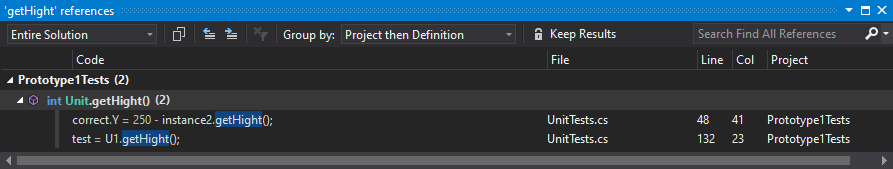 'getHight' references
Entire Solution Group by: Project then Definition Keep Results Search Find All References
Code File Line Col Project
Prototype1Tests (2)
int Unit.getHight() (2)
correct.Y = 250 - instance2.getHight(); UnitTests.cs 48 41 Prototype1Tests
test = U1.getHight(); UnitTests.cs 132 23 Prototype1Tests